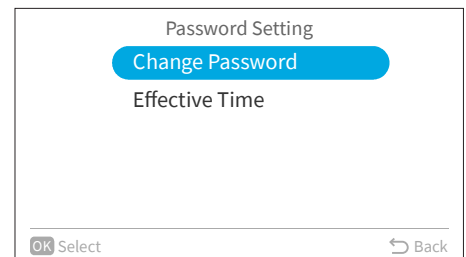 Password Setting
Change Password
Effective Time
OK Select
Back